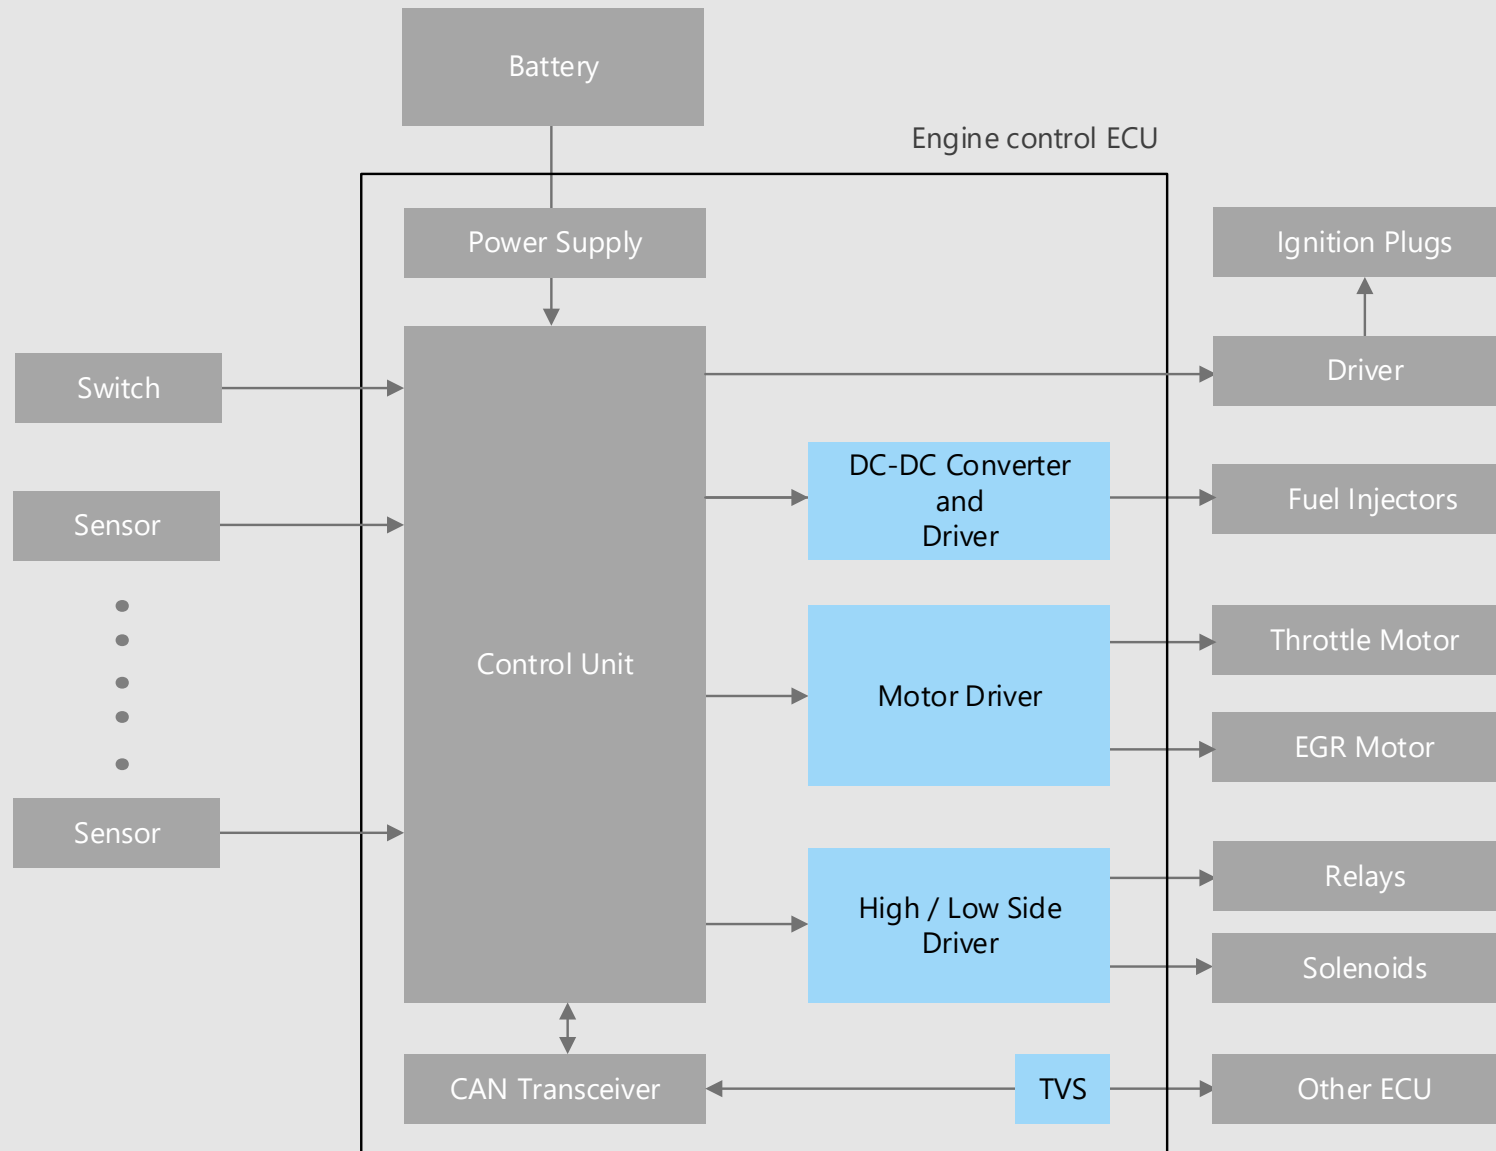 Battery
Engine control ECU
Power Supply
Ignition Plugs
Switch
Driver
DC-DC Converter
and
Driver
Sensor
Fuel Injectors
Control Unit
Motor Driver
Throttle Motor
EGR Motor
Sensor
High / Low Side
Driver
Relays
Solenoids
CAN Transceiver
TVS
Other ECU